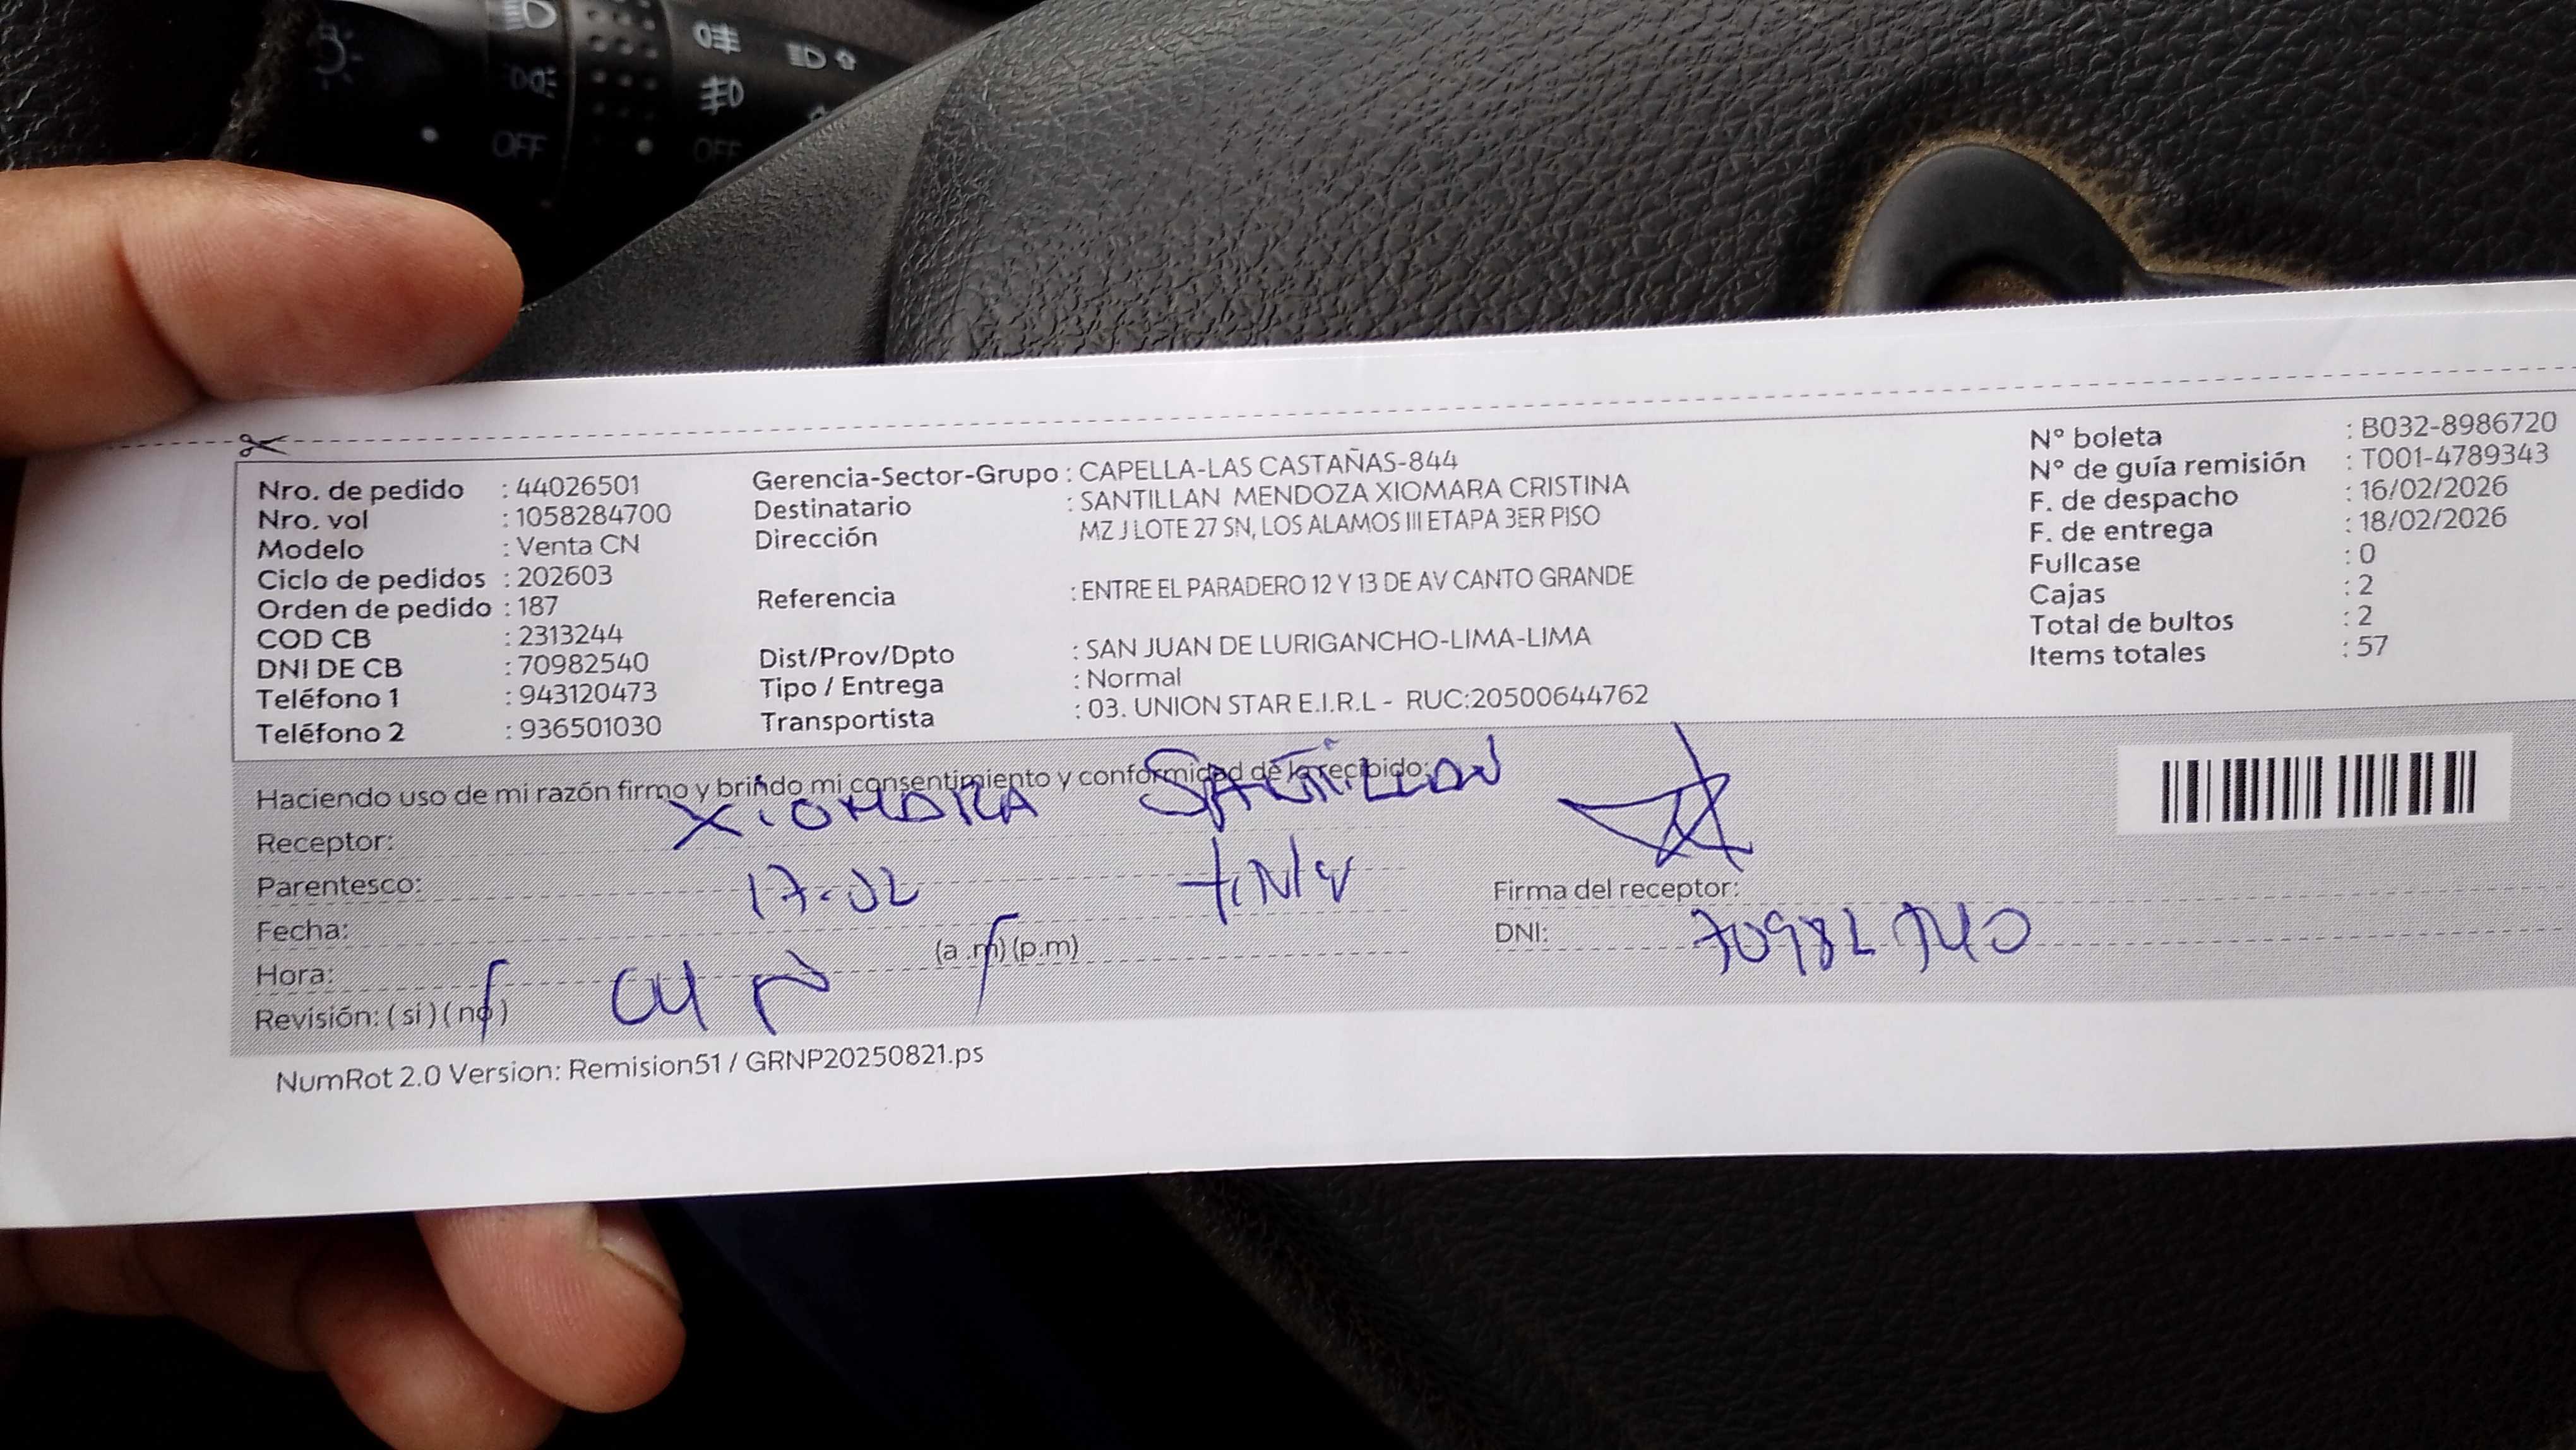 OFF OFF
Nro. de pedido : 44026501
Nro. vol : 1058284700
Modelo : Venta CN
Ciclo de pedidos : 202603
Orden de pedido : 187
COD CB : 2313244
DNI DE CB : 70982540
Teléfono 1 : 943120473
Teléfono 2 : 936501030
Gerencia-Sector-Grupo : CAPELLA-LAS CASTAÑAS-844
Destinatario : SANTILLAN MENDOZA XIOMARA CRISTINA
Dirección MZ J LOTE 27 SN, LOS ALAMOS III ETAPA 3ER PISO
Referencia : ENTRE EL PARADERO 12 Y 13 DE AV CANTO GRANDE
Dist/Prov/Dpto : SAN JUAN DE LURIGANCHO-LIMA-LIMA
Tipo / Entrega : Normal
Transportista : 03. UNION STAR E.I.R.L - RUC:20500644762
N° boleta : B032-8986720
N° de guía remisión : T001-4789343
F. de despacho : 16/02/2026
F. de entrega : 18/02/2026
Fullcase : 0
Cajas : 2
Total de bultos : 2
Items totales : 57
Haciendo uso de mi razón firmo y brindo mi consentimiento y conformidad de lo recibido:
Receptor: XIOMARA SANTILLAN
Parentesco:
17-02
Fecha:
Hora: (a .m) (p.m)
Revisión: ( si ) ( no )
Firma del receptor:
DNI: 70982540
NumRot 2.0 Version: Remision51 / GRNP20250821.ps